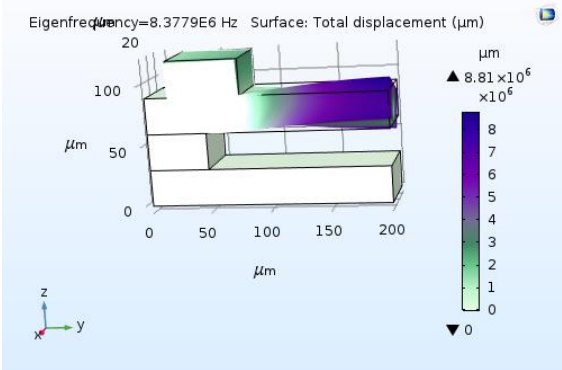 Eigenfrequency=8.3779E6 Hz Surface: Total displacement (μm)
μm
20
100
μm
50
0
0 50 100 150 200
μm
z
y
x
μm
▲ 8.81×10⁶
×10⁶
8
7
6
5
4
3
2
1
0
▼ 0